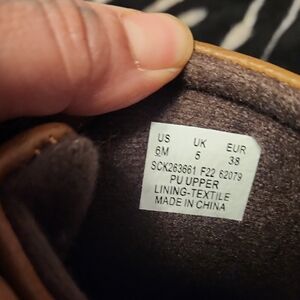 US UK EUR
6M 5 38
SCK263661 F22 62079
PU UPPER
LINING-TEXTILE
MADE IN CHINA